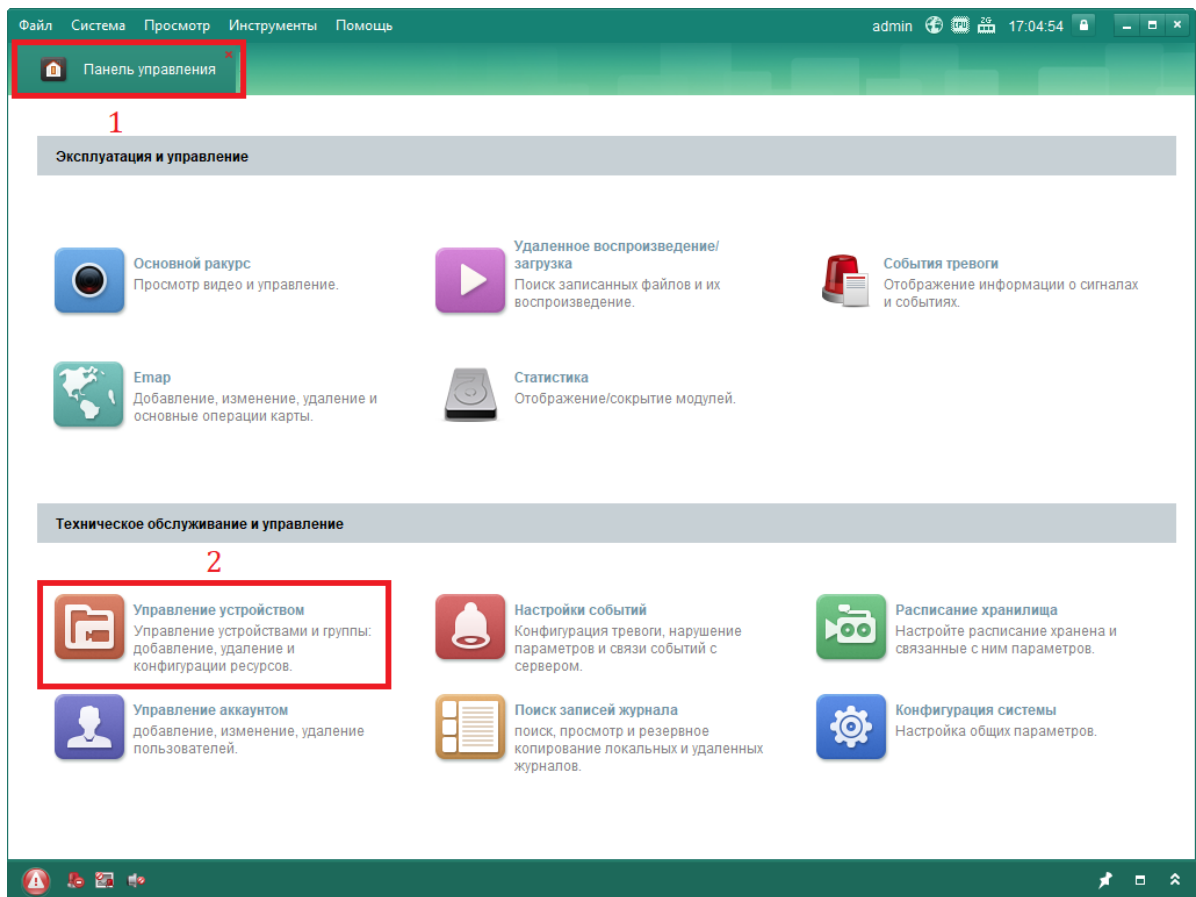 Файл Система Просмотр Инструменты Помощь admin 2G 17:04:54
Панель управления
1
Эксплуатация и управление
Основной ракурс
Просмотр видео и управление.
Удаленное воспроизведение/
загрузка
Поиск записанных файлов и их
воспроизведение.
События тревоги
Отображение информации о сигналах
и событиях.
Emap
Добавление, изменение, удаление и
основные операции карты.
Статистика
Отображение/сокрытие модулей.
Техническое обслуживание и управление
2
Управление устройством
Управление устройствами и группы:
добавление, удаление и
конфигурации ресурсов.
Настройки событий
Конфигурация тревоги, нарушение
параметров и связи событий с
сервером.
Расписание хранилища
Настройте расписание хранена и
связанные с ним параметров.
Управление аккаунтом
добавление, изменение, удаление
пользователей.
Поиск записей журнала
поиск, просмотр и резервное
копирование локальных и удаленных
журналов.
Конфигурация системы
Настройка общих параметров.